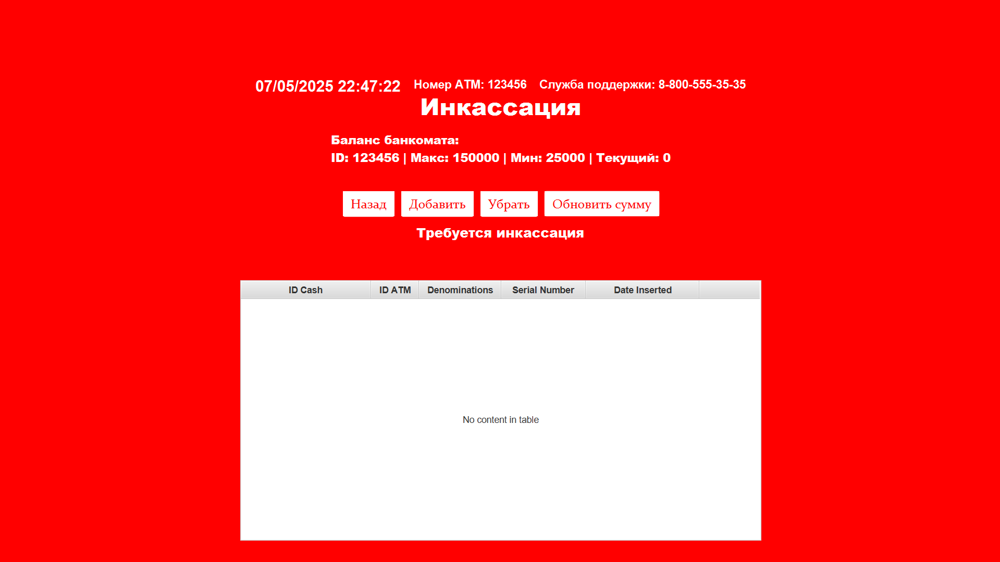 07/05/2025 22:47:22 Номер АТМ: 123456 Служба поддержки: 8-800-555-35-35
Инкассация
Баланс банкомата:
ID: 123456 | Макс: 150000 | Мин: 25000 | Текущий: 0
Назад Добавить Убрать Обновить сумму
Требуется инкассация
ID Cash ID ATM Denominations Serial Number Date Inserted
No content in table